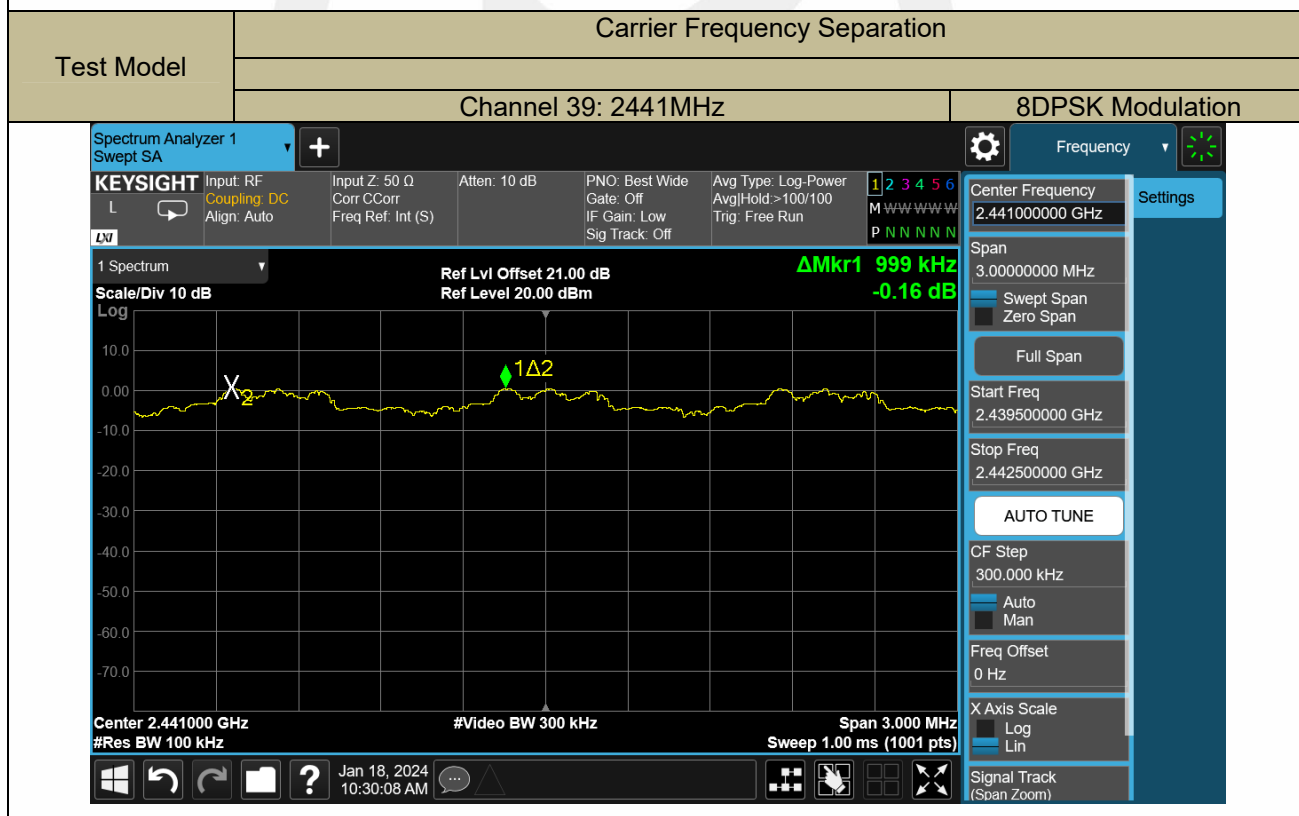 Carrier Frequency Separation
Test Model
Channel 39: 2441MHz
8DPSK Modulation
Spectrum Analyzer 1
Swept SA
+
Frequency
KEYSIGHT
L
LXI
Input: RF
Coupling: DC
Align: Auto
Input Z: 50 Ω
Corr CCorr
Freq Ref: Int (S)
Atten: 10 dB
PNO: Best Wide
Gate: Off
IF Gain: Low
Sig Track: Off
Avg Type: Log-Power
Avg|Hold:>100/100
Trig: Free Run
1 2 3 4 5 6
M W W W W W
P N N N N N
1 Spectrum
Scale/Div 10 dB
Ref Lvl Offset 21.00 dB
Ref Level 20.00 dBm
ΔMkr1 999 kHz
-0.16 dB
Log
10.0
0.00
-10.0
-20.0
-30.0
-40.0
-50.0
-60.0
-70.0
X2
1Δ2
Center 2.441000 GHz
#Res BW 100 kHz
#Video BW 300 kHz
Span 3.000 MHz
Sweep 1.00 ms (1001 pts)
Center Frequency
2.441000000 GHz
Settings
Span
3.00000000 MHz
Swept Span
Zero Span
Full Span
Start Freq
2.439500000 GHz
Stop Freq
2.442500000 GHz
AUTO TUNE
CF Step
300.000 kHz
Auto
Man
Freq Offset
0 Hz
X Axis Scale
Log
Lin
Signal Track
(Span Zoom)
?
Jan 18, 2024
10:30:08 AM